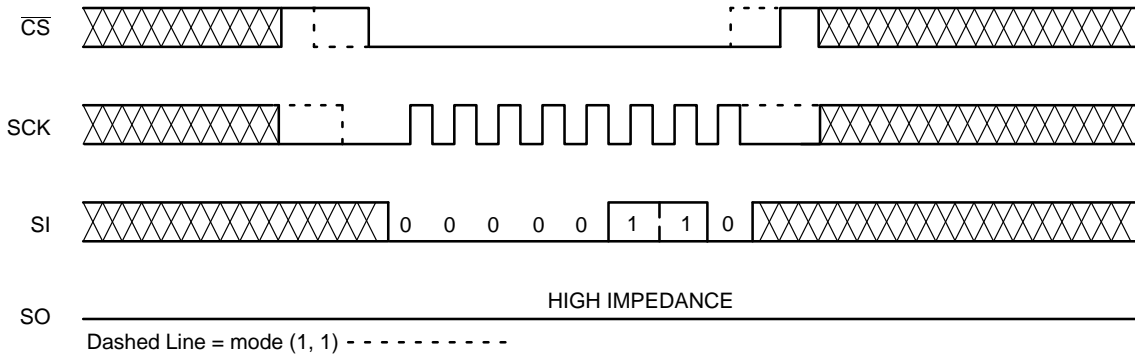 CS
SCK
SI
0 0 0 0 0 1 1 0
HIGH IMPEDANCE
SO
Dashed Line = mode (1, 1)